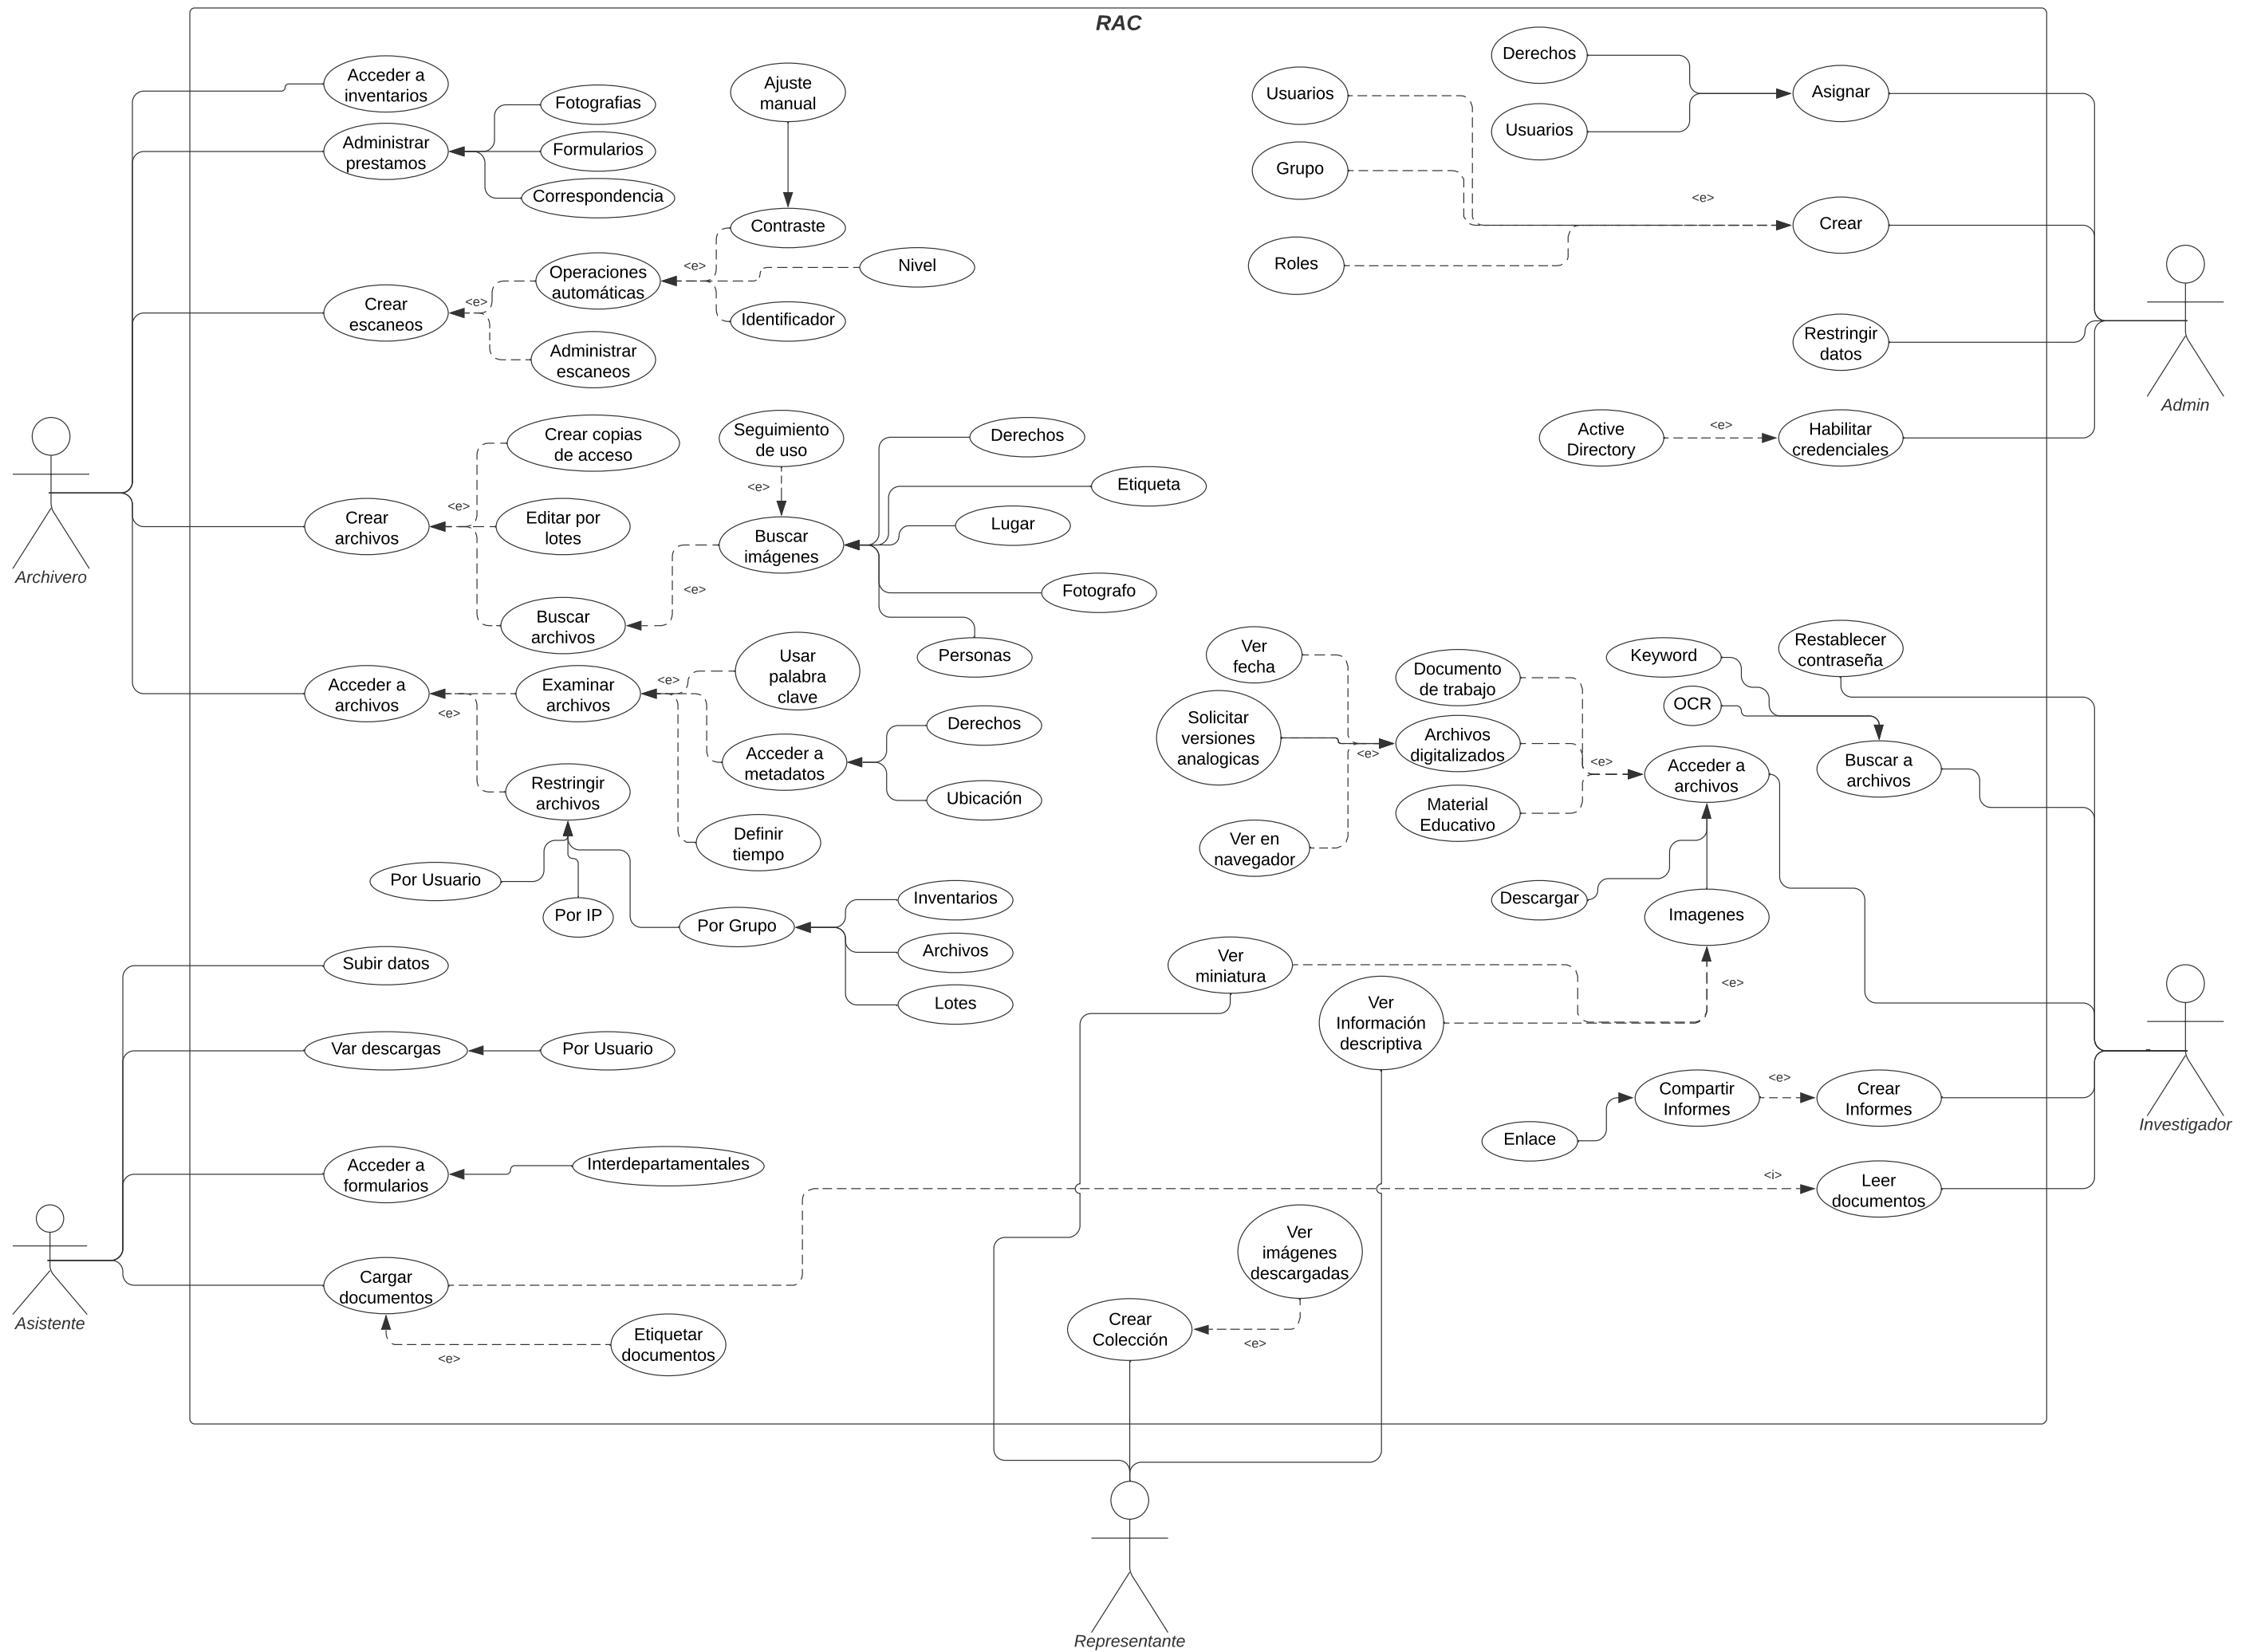 RAC
Acceder a
inventarios
Administrar
prestamos
Fotografias
Formularios
Correspondencia
Ajuste
manual
Contraste
<e>
Nivel
Identificador
Operaciones
automáticas
Crear
escaneos
<e>
Administrar
escaneos
Archivero
Crear copias
de acceso
Crear
archivos
<e>
Editar por
lotes
Buscar
archivos
Seguimiento
de uso
<e>
Buscar
imágenes
<e>
Derechos
Etiqueta
Lugar
Fotografo
Personas
Acceder a
archivos
<e>
Examinar
archivos
<e>
Usar
palabra
clave
Acceder a
metadatos
Derechos
Ubicación
Definir
tiempo
Restringir
archivos
Por Usuario
Por IP
Por Grupo
Inventarios
Archivos
Lotes
Subir datos
Var descargas
Por Usuario
Acceder a
formularios
Interdepartamentales
Cargar
documentos
<e>
Etiquetar
documentos
Asistente
Usuarios
Grupo
Roles
Derechos
Usuarios
Asignar
<e>
Crear
Restringir
datos
Active
Directory
<e>
Habilitar
credenciales
Admin
Ver
fecha
Solicitar
versiones
analogicas
Ver en
navegador
<e>
Documento
de trabajo
Archivos
digitalizados
Material
Educativo
<e>
Keyword
OCR
Restablecer
contraseña
Acceder a
archivos
Buscar a
archivos
Descargar
Imagenes
<e>
Ver
miniatura
Ver
Información
descriptiva
Compartir
Informes
<e>
Crear
Informes
Enlace
<i>
Leer
documentos
Investigador
Ver
imágenes
descargadas
Crear
Colección
<e>
Representante